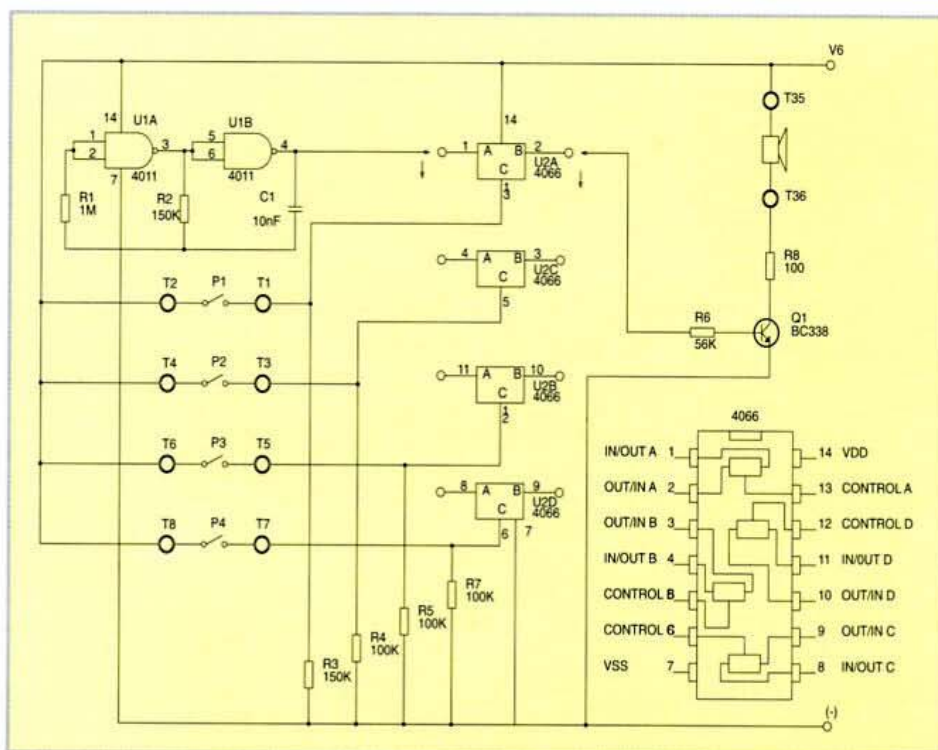 V6
14
U1A
U1B
1
2
3
4011
7
5
6
4
4011
R1
1M
R2
150K
C1
10nF
14
1
A
B
C
2
U2A
4066
1
3
4
A
B
C
3
U2C
4066
5
11
A
B
C
10
U2B
4066
1
2
8
A
B
C
9
U2D
4066
6
7
T2
P1
T1
T4
P2
T3
T6
P3
T5
T8
P4
T7
R3
150K
R4
100K
R5
100K
R7
100K
T35
T36
R8
100
R6
56K
Q1
BC338
4066
IN/OUT A 1
14 VDD
OUT/IN A 2
13 CONTROL A
OUT/IN B 3
12 CONTROL D
IN/OUT B 4
11 IN/0UT D
CONTROL B
10 OUT/IN D
CONTROL 6
9 OUT/IN C
VSS 7
8 IN/OUT C
(-)